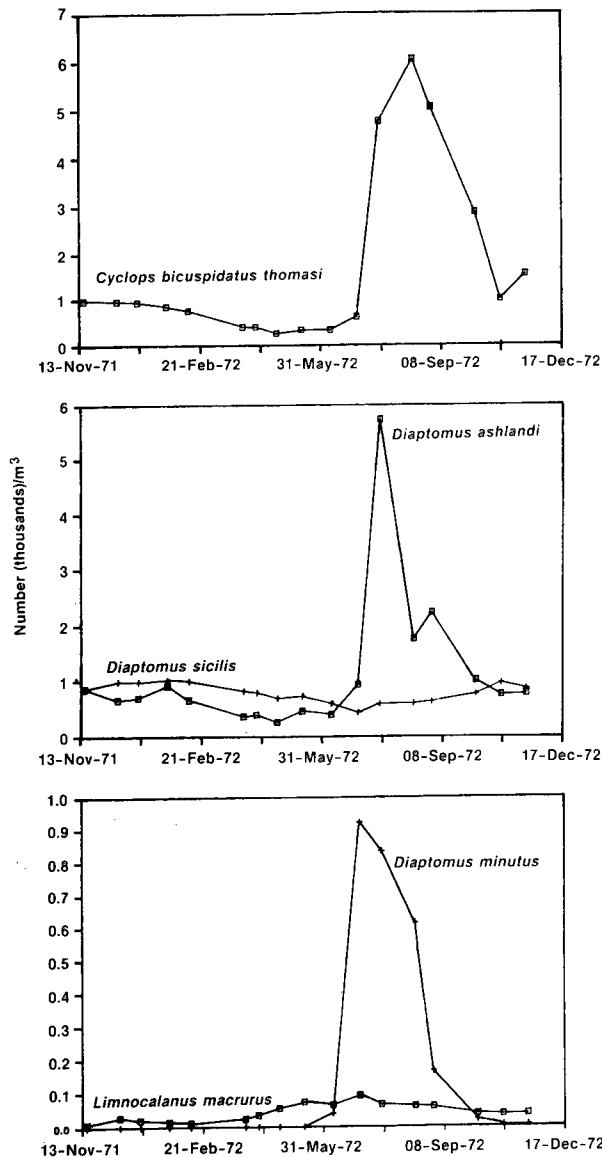 7
6
5
4
3
2
1
0
Cyclops bicuspidatus thomasi
13-Nov-71 21-Feb-72 31-May-72 08-Sep-72 17-Dec-72
Number (thousands)/m³
6
5
4
3
2
1
0
Diaptomus ashlandi
Diaptomus sicilis
13-Nov-71 21-Feb-72 31-May-72 08-Sep-72 17-Dec-72
1.0
0.9
0.8
0.7
0.6
0.5
0.4
0.3
0.2
0.1
0.0
Diaptomus minutus
Limnocalanus macrurus
13-Nov-71 21-Feb-72 31-May-72 08-Sep-72 17-Dec-72